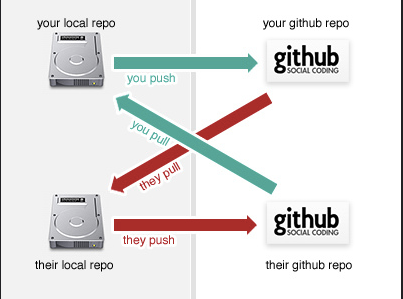 your local repo
your github repo
github
SOCIAL CODING
you push
you pull
they pull
github
SOCIAL CODING
they push
their local repo
their github repo